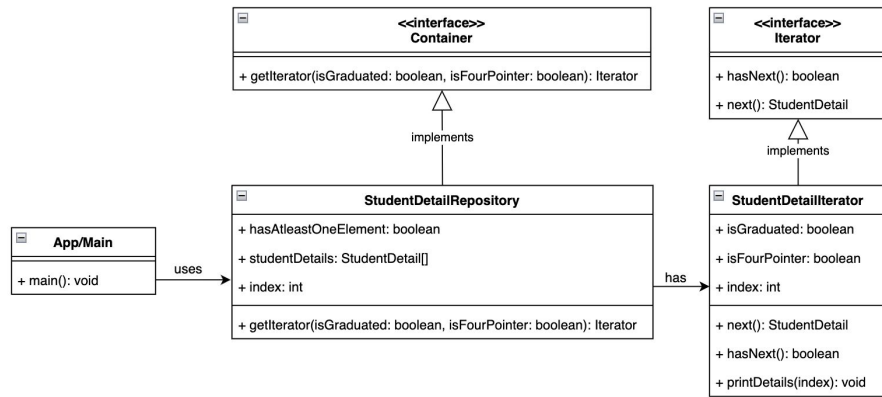 <<interface>>
Container
+ getIterator(isGraduated: boolean, isFourPointer: boolean): Iterator
<<interface>>
Iterator
+ hasNext(): boolean
+ next(): StudentDetail
implements
implements
App/Main
+ main(): void
uses
StudentDetailRepository
+ hasAtleastOneElement: boolean
+ studentDetails: StudentDetail[]
+ index: int
+ getIterator(isGraduated: boolean, isFourPointer: boolean): Iterator
has
StudentDetailIterator
+ isGraduated: boolean
+ isFourPointer: boolean
+ index: int
+ next(): StudentDetail
+ hasNext(): boolean
+ printDetails(index): void